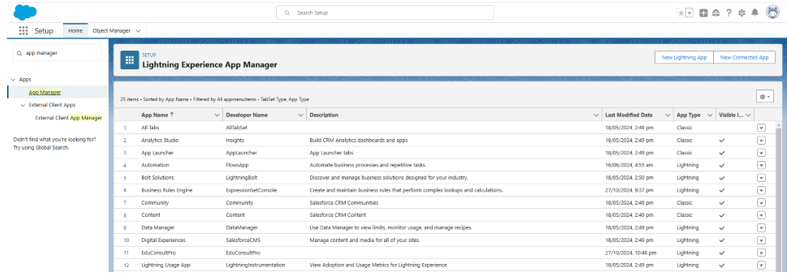 Search Setup
Setup Home Object Manager
app manager
Apps
App Manager
External Client Apps
External Client App Manager
Didn't find what you're looking for?
Try using Global Search.
SETUP
Lightning Experience App Manager
New Lightning App New Connected App
25 items • Sorted by App Name • Filtered by All appmenuitems - TabSet Type, App Type
App Name ↑ Developer Name Description Last Modified Date App Type Visible i...
1 All Tabs AllTabSet 18/05/2024, 2:49 pm Classic
2 Analytics Studio Insights Build CRM Analytics dashboards and apps 18/05/2024, 2:49 pm Classic
3 App Launcher AppLauncher App Launcher tabs 18/05/2024, 2:49 pm Classic
4 Automation FlowsApp Automate business processes and repetitive tasks. 16/06/2024, 4:55 am Lightning
5 Bolt Solutions LightningBolt Discover and manage business solutions designed for your industry. 18/05/2024, 2:50 pm Lightning
6 Business Rules Engine ExpressionSetConsole Create and maintain business rules that perform complex lookups and calculations. 27/10/2024, 9:37 pm Lightning
7 Community Community Salesforce CRM Communities 18/05/2024, 2:49 pm Classic
8 Content Content Salesforce CRM Content 18/05/2024, 2:49 pm Classic
9 Data Manager DataManager Use Data Manager to view limits, monitor usage, and manage recipes. 18/05/2024, 2:49 pm Lightning
10 Digital Experiences SalesforceCMS Manage content and media for all of your sites. 18/05/2024, 2:49 pm Lightning
11 EduConsultPro EduConsultPro 27/10/2024, 10:46 pm Lightning
12 Lightning Usage App LightningInstrumentation View Adoption and Usage Metrics for Lightning Experience 18/05/2024, 2:49 pm Lightning